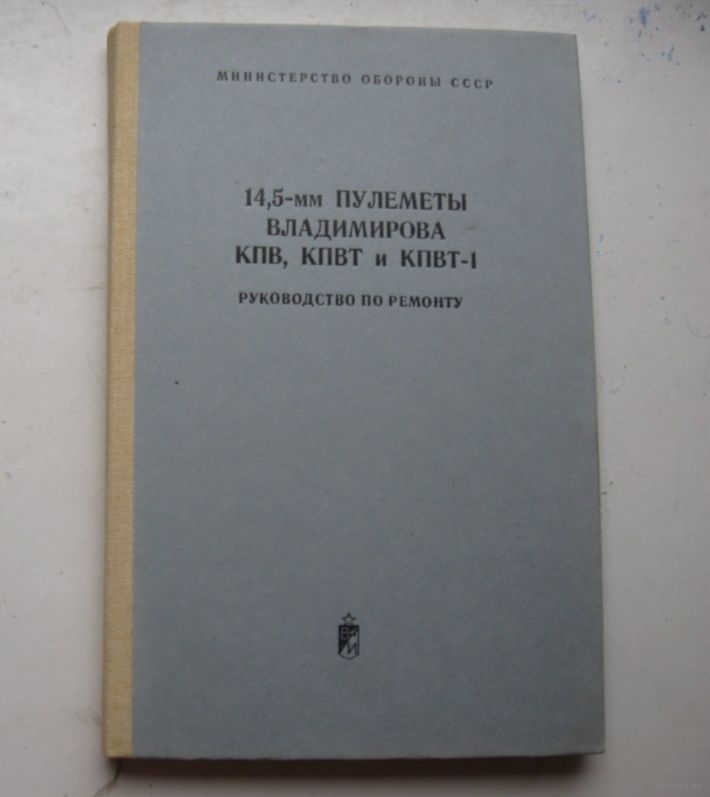 МИНИСТЕРСТВО ОБОРОНЫ СССР
14,5-мм ПУЛЕМЕТЫ
ВЛАДИМИРОВА
КПВ, КПВТ и КПВТ-1
РУКОВОДСТВО ПО РЕМОНТУ